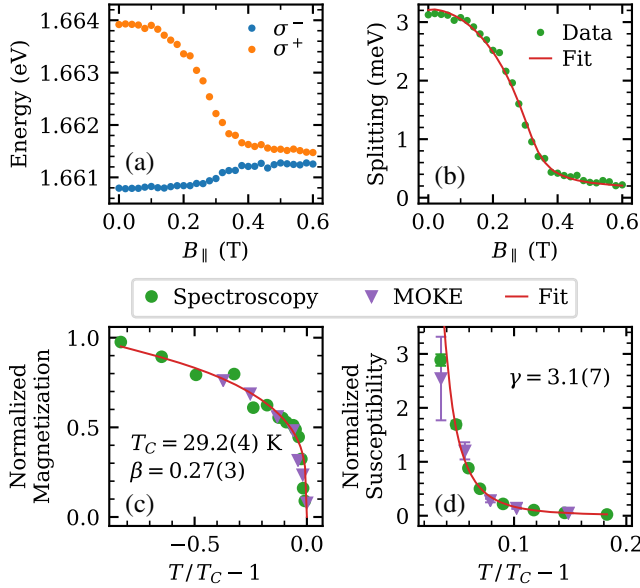 1.664
1.663
1.662
1.661
Energy (eV)
σ−
σ+
(a)
0.0 0.2 0.4 0.6
B∥ (T)
3
2
1
0
Splitting (meV)
Data
Fit
(b)
0.0 0.2 0.4 0.6
B∥ (T)
Spectroscopy MOKE Fit
1.0
0.5
0.0
Normalized
Magnetization
T_C = 29.2(4) K
β = 0.27(3)
(c)
−0.5 0.0
T/T_C − 1
3
2
1
0
Normalized
Susceptibility
γ = 3.1(7)
(d)
0.1 0.2
T/T_C − 1